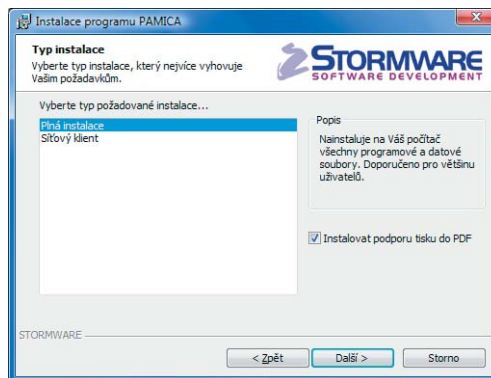 Instalace programu PAMICA
Typ instalace
Vyberte typ instalace, který nejvíce vyhovuje
Vašim požadavkům.
STORMWARE
SOFTWARE DEVELOPMENT
Vyberte typ požadované instalace...
Plná instalace
Síťový klient
Popis
Nainstaluje na Váš počítač
všechny programové a datové
soubory. Doporučeno pro většinu
uživatelů.
Instalovat podporu tisku do PDF
STORMWARE
< Zpět
Další >
Storno